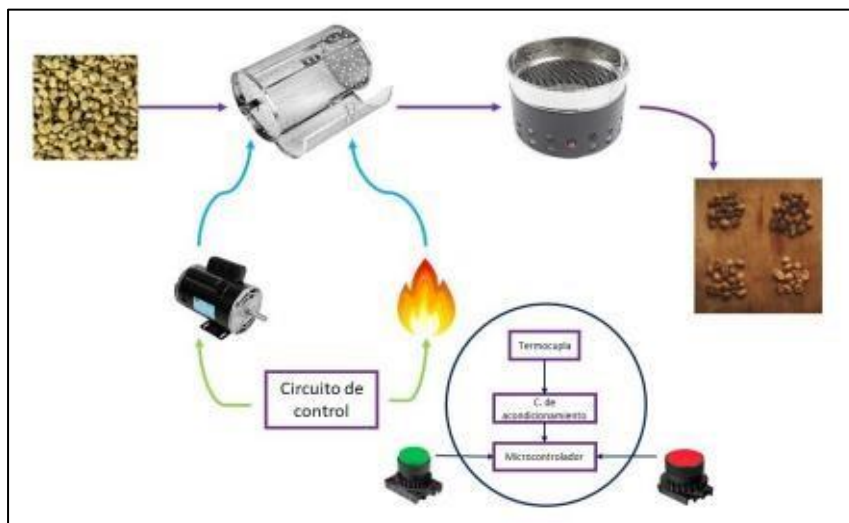 Termocupla
Circuito de
control
C. de
acondicionamiento
Microcontrolador